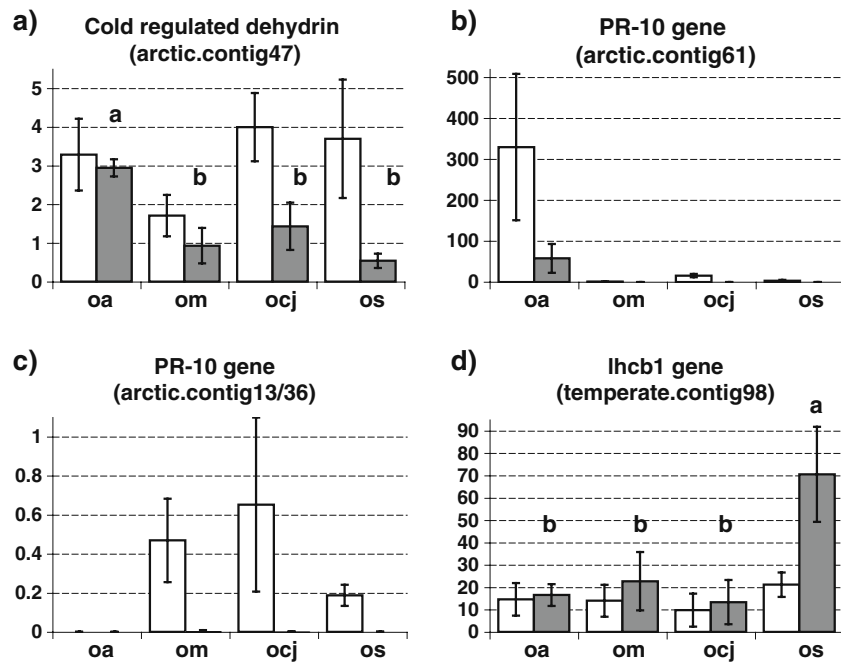 a)
Cold regulated dehydrin
(arctic.contig47)
5
4
3
2
1
0
a
b
b
b
oa
om
ocj
os
b)
PR-10 gene
(arctic.contig61)
500
400
300
200
100
0
oa
om
ocj
os
c)
PR-10 gene
(arctic.contig13/36)
1
0.8
0.6
0.4
0.2
0
oa
om
ocj
os
d)
lhcb1 gene
(temperate.contig98)
90
80
70
60
50
40
30
20
10
0
b
b
b
a
oa
om
ocj
os